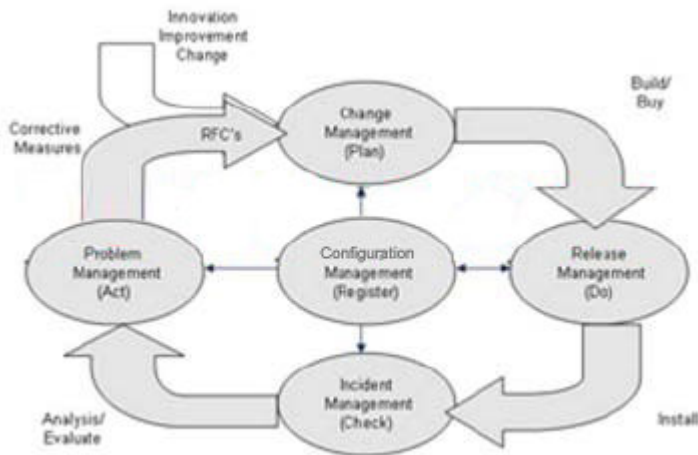 Innovation
Improvement
Change
Build/
Buy
Corrective
Measures
RFC's
Change
Management
(Plan)
Problem
Management
(Act)
Configuration
Management
(Register)
Release
Management
(Do)
Incident
Management
(Check)
Analysis/
Evaluate
Install